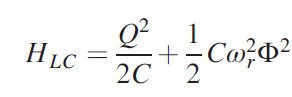 H_{LC} = \frac{Q^2}{2C} + \frac{1}{2} C\omega_r^2 \Phi^2